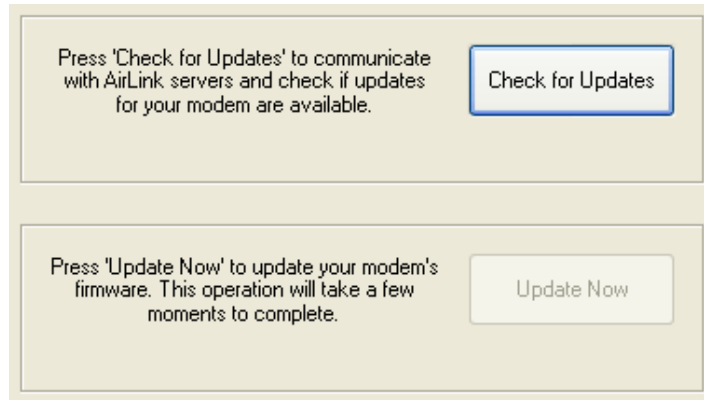 Press 'Check for Updates' to communicate
with AirLink servers and check if updates
for your modem are available.
Check for Updates
Press 'Update Now' to update your modem's
firmware. This operation will take a few
moments to complete.
Update Now